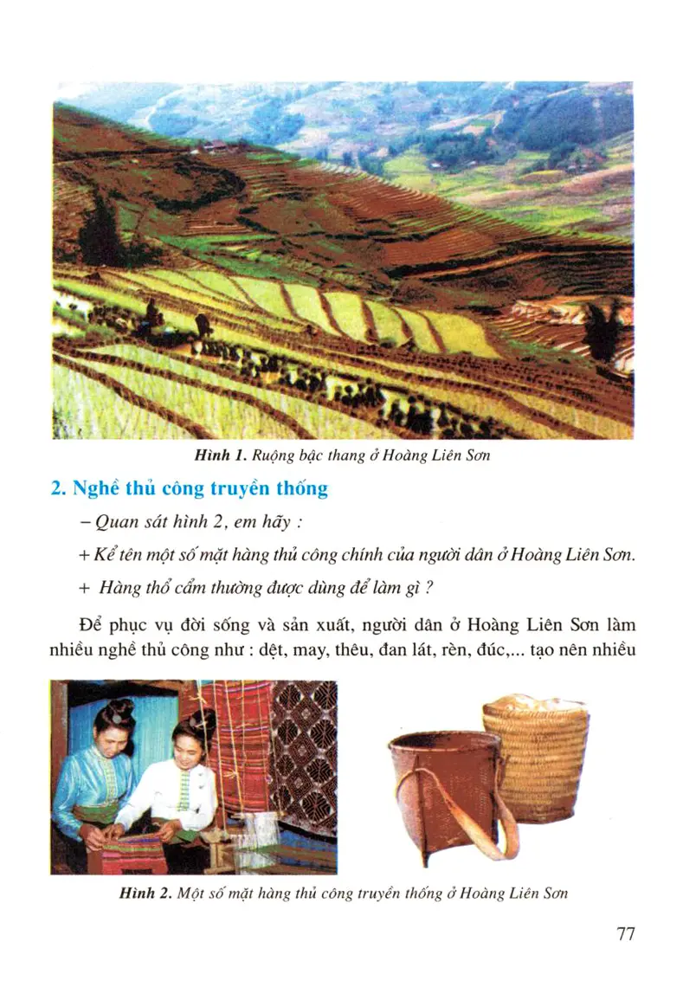 Hình 1. Ruộng bậc thang ở Hoàng Liên Sơn
2. Nghề thủ công truyền thống
– Quan sát hình 2, em hãy :
+ Kể tên một số mặt hàng thủ công chính của người dân ở Hoàng Liên Sơn.
+ Hàng thổ cẩm thường được dùng để làm gì ?
Để phục vụ đời sống và sản xuất, người dân ở Hoàng Liên Sơn làm
nhiều nghề thủ công như : dệt, may, thêu, đan lát, rèn, đúc,... tạo nên nhiều
Hình 2. Một số mặt hàng thủ công truyền thống ở Hoàng Liên Sơn
77